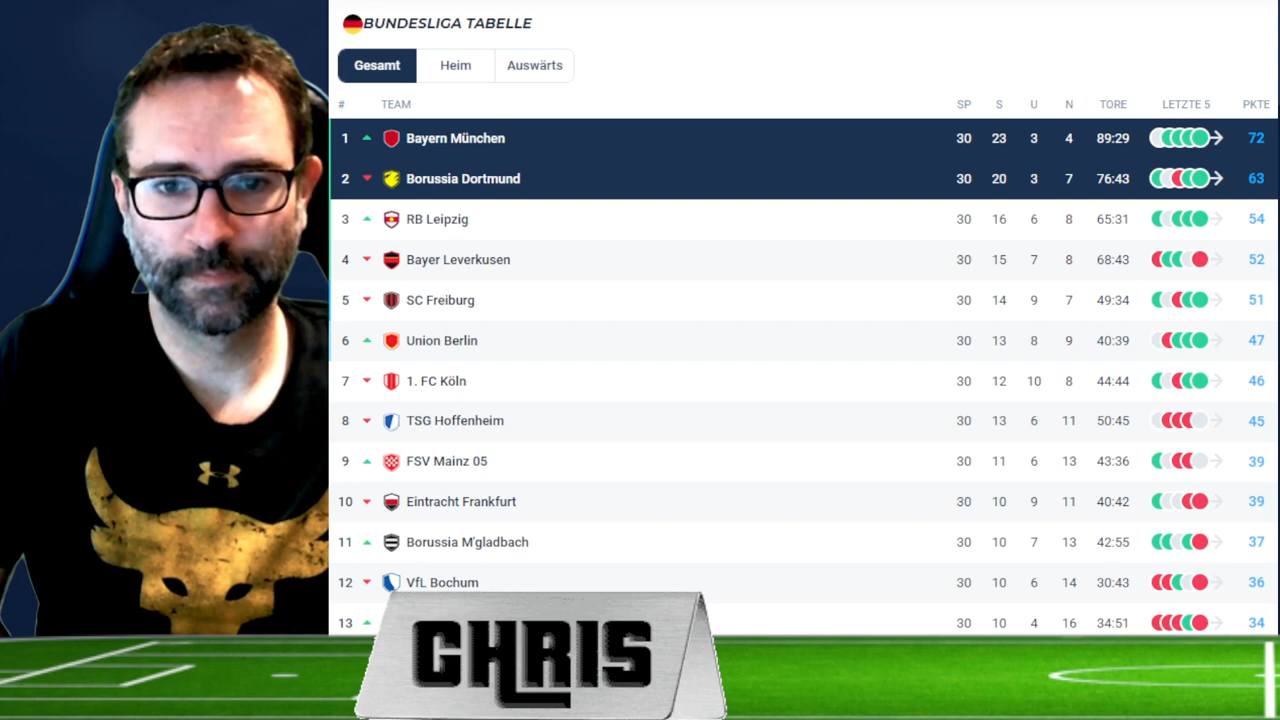 BUNDESLIGA TABELLE
Gesamt Heim Auswärts
# TEAM SP S U N TORE LETZTE 5 PKTE
1 Bayern München 30 23 3 4 89:29 72
2 Borussia Dortmund 30 20 3 7 76:43 63
3 RB Leipzig 30 16 6 8 65:31 54
4 Bayer Leverkusen 30 15 7 8 68:43 52
5 SC Freiburg 30 14 9 7 49:34 51
6 Union Berlin 30 13 8 9 40:39 47
7 1. FC Köln 30 12 10 8 44:44 46
8 TSG Hoffenheim 30 13 6 11 50:45 45
9 FSV Mainz 05 30 11 6 13 43:36 39
10 Eintracht Frankfurt 30 10 9 11 40:42 39
11 Borussia M'gladbach 30 10 7 13 42:55 37
12 VfL Bochum 30 10 6 14 30:43 36
13 30 10 4 16 34:51 34
CHRIS